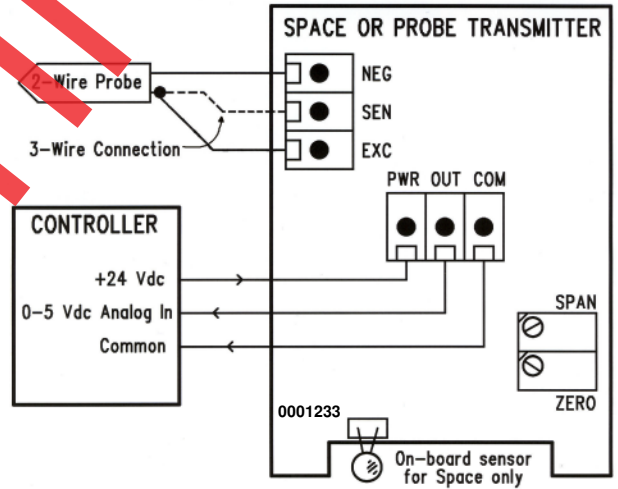 SPACE OR PROBE TRANSMITTER
2-Wire Probe
NEG
SEN
EXC
3-Wire Connection
PWR OUT COM
CONTROLLER
+24 Vdc
0-5 Vdc Analog In
Common
SPAN
ZERO
0001233
On-board sensor
for Space only